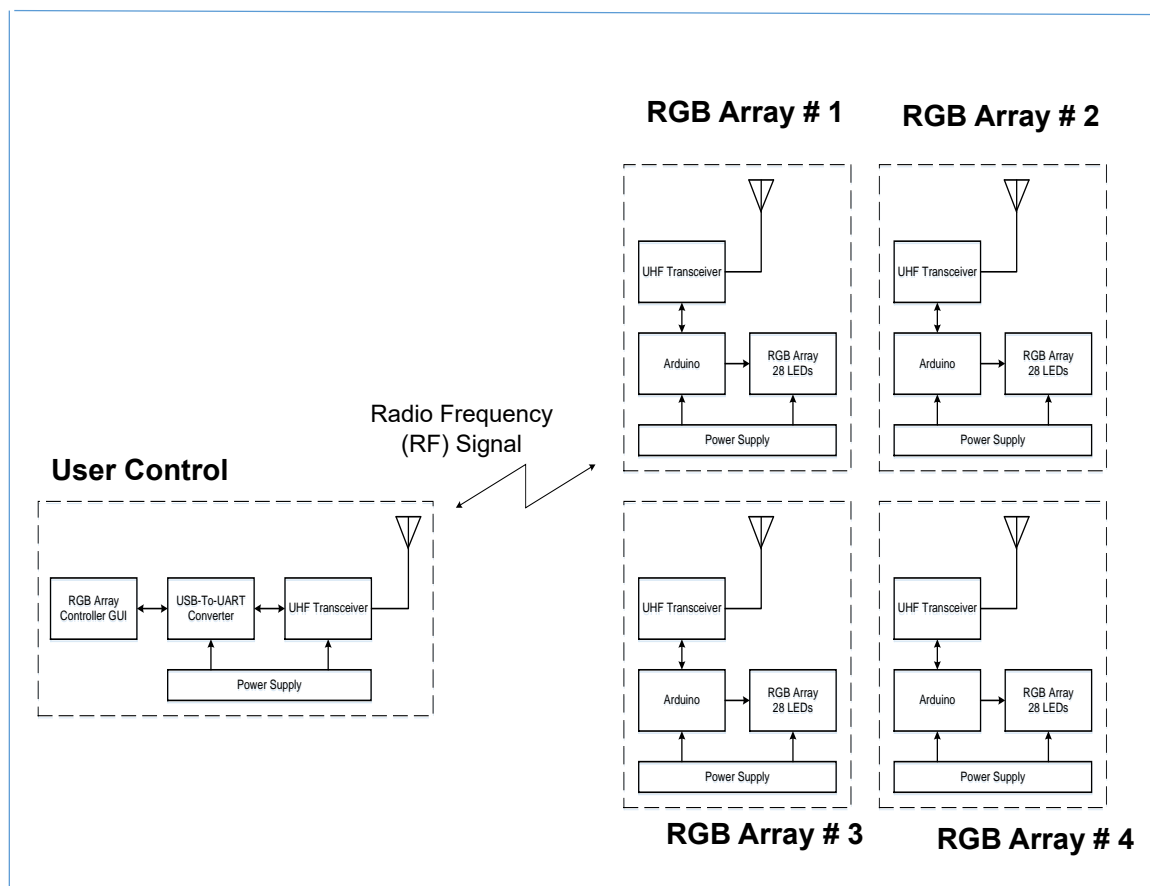 RGB Array # 1
RGB Array # 2
UHF Transceiver
Arduino
RGB Array
28 LEDs
Power Supply
UHF Transceiver
Arduino
RGB Array
28 LEDs
Power Supply
Radio Frequency
(RF) Signal
User Control
RGB Array
Controller GUI
USB-To-UART
Converter
UHF Transceiver
Power Supply
UHF Transceiver
Arduino
RGB Array
28 LEDs
Power Supply
RGB Array # 3
UHF Transceiver
Arduino
RGB Array
28 LEDs
Power Supply
RGB Array # 4